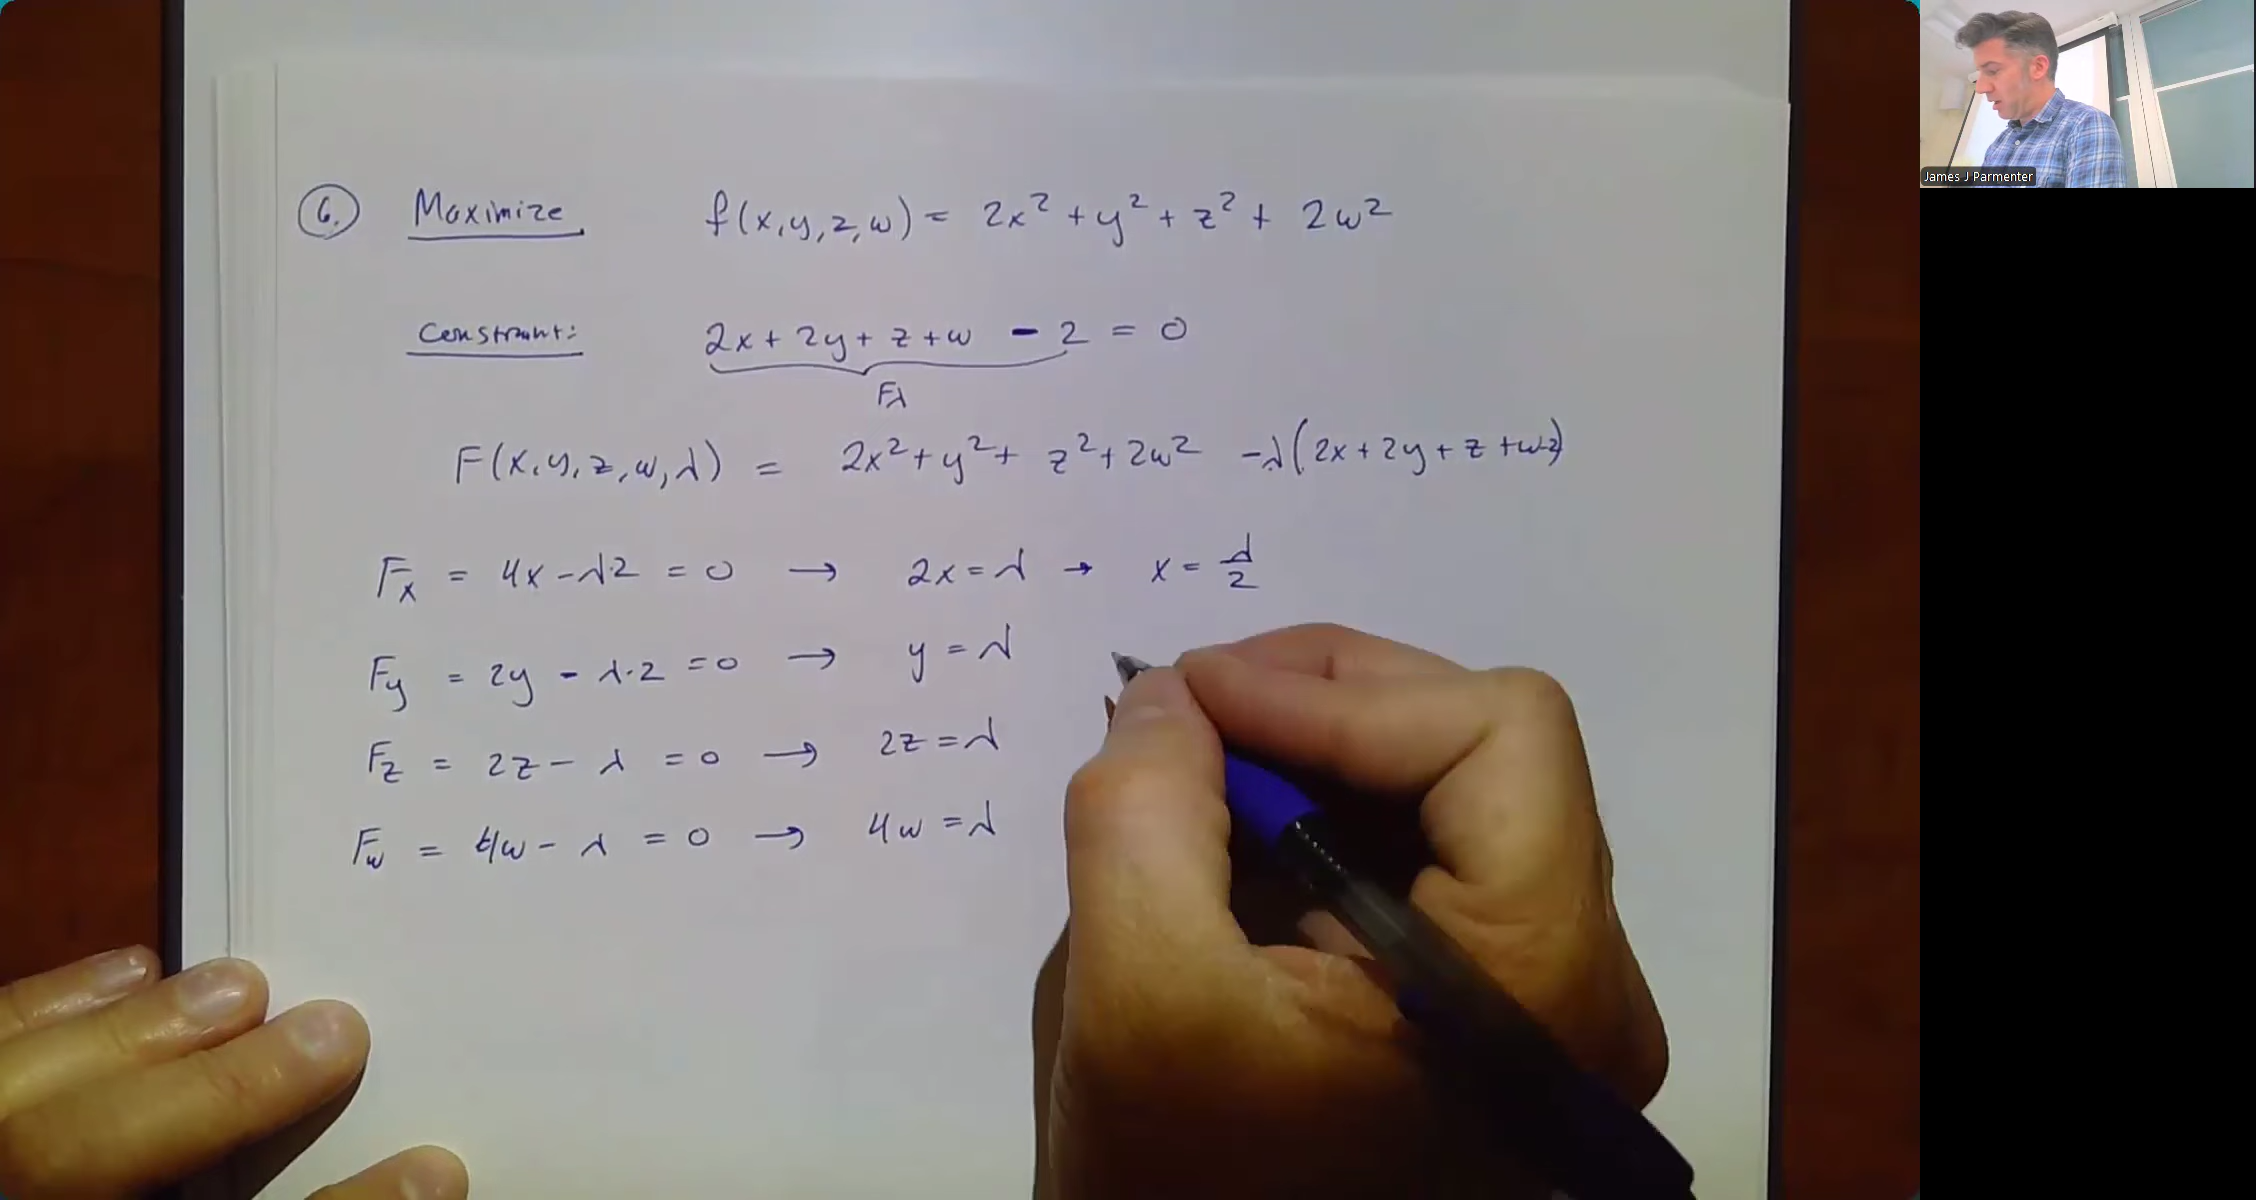 6. Maximize f(x,y,z,w) = 2x² + y² + z² + 2w²
Constraint: 2x + 2y + z + w - 2 = 0
Fλ
F(x,y,z,w,λ) = 2x² + y² + z² + 2w² -λ(2x + 2y + z + w-2)
Fx = 4x - λ·2 = 0 → 2x = λ → x = λ/2
Fy = 2y - λ·2 = 0 → y = λ
Fz = 2z - λ = 0 → 2z = λ
Fw = 4w - λ = 0 → 4w = λ
James J Parmenter